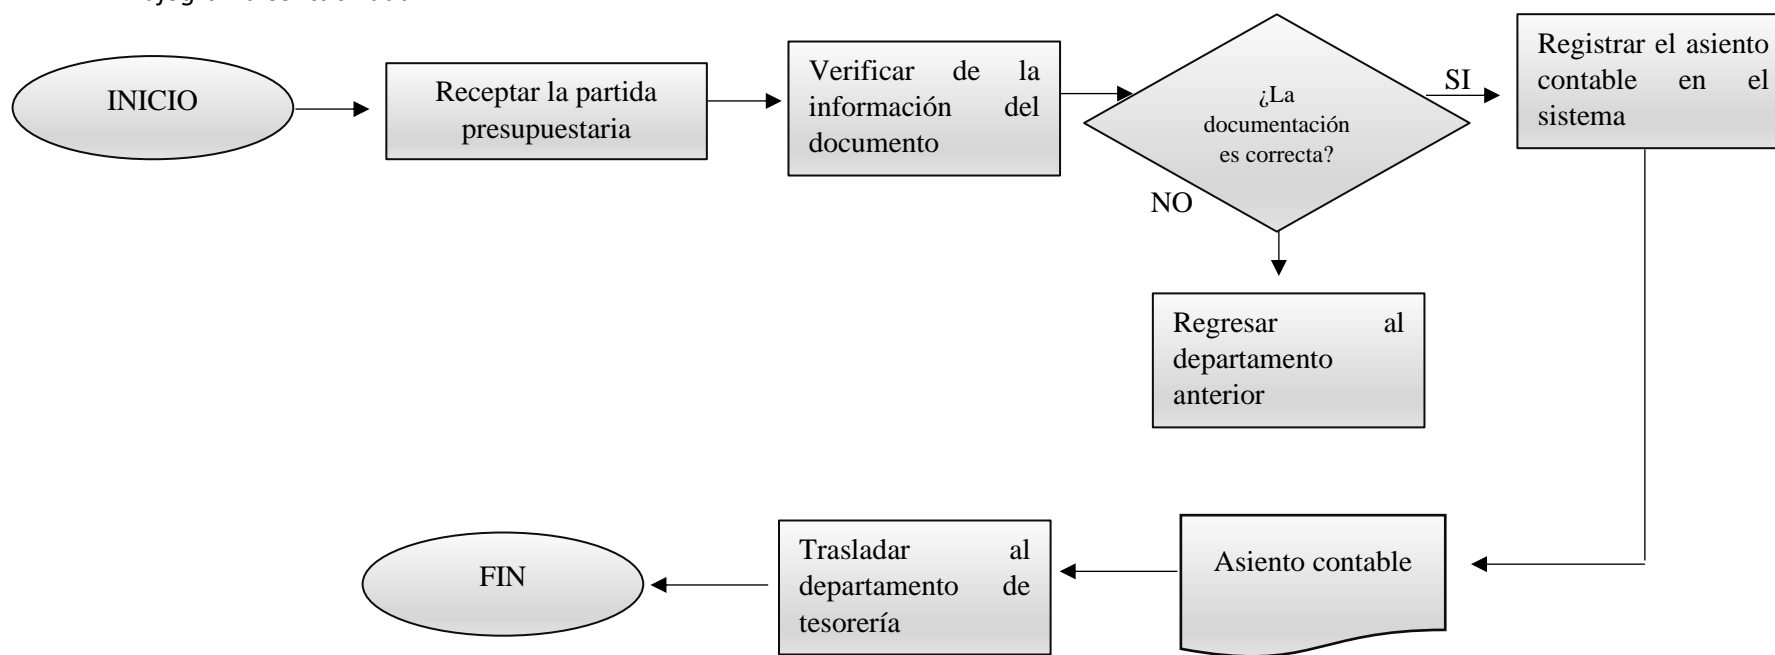 INICIO
Receptar la partida
presupuestaria
Verificar de la
información del
documento
¿La
documentación
es correcta?
SI
Registrar el asiento
contable en el
sistema
NO
Regresar al
departamento
anterior
Asiento contable
Trasladar al
departamento de
tesorería
FIN